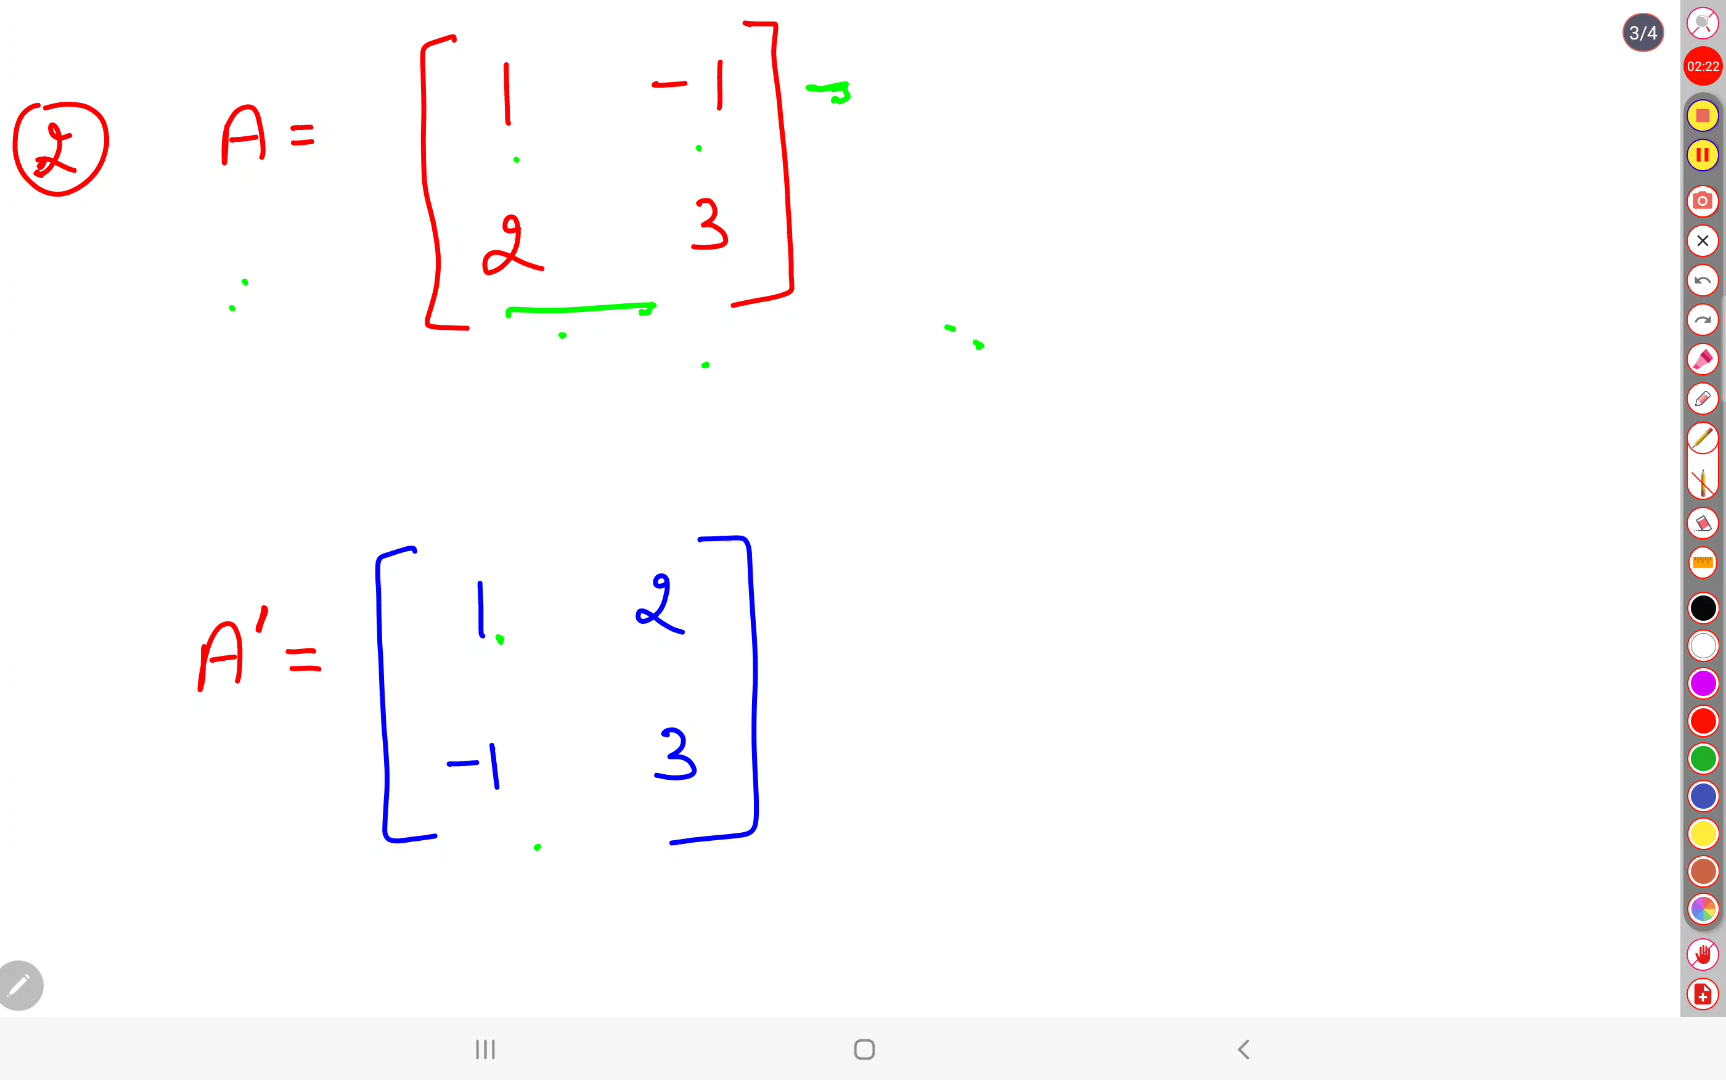 3/4
02:22
2 A = [ 1 -1
2 3 ]
A' = [ 1 2
-1 3 ]